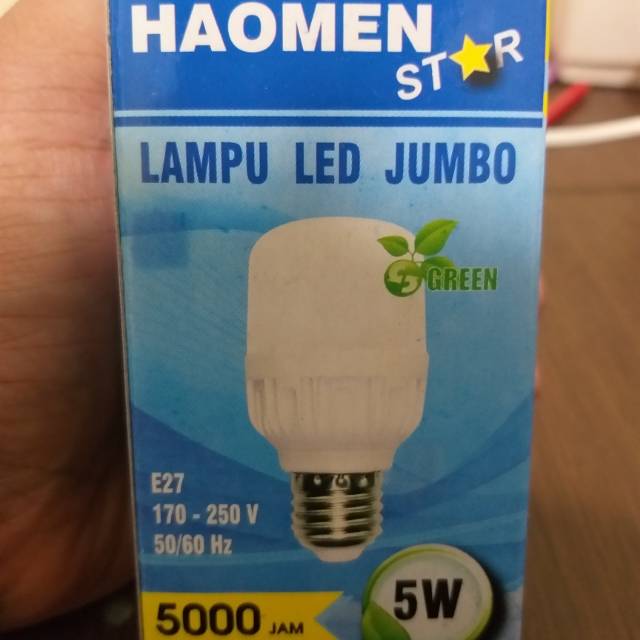 HAOMEN
STAR
LAMPU LED JUMBO
GREEN
E27
170 - 250 V
50/60 Hz
5W
5000 JAM